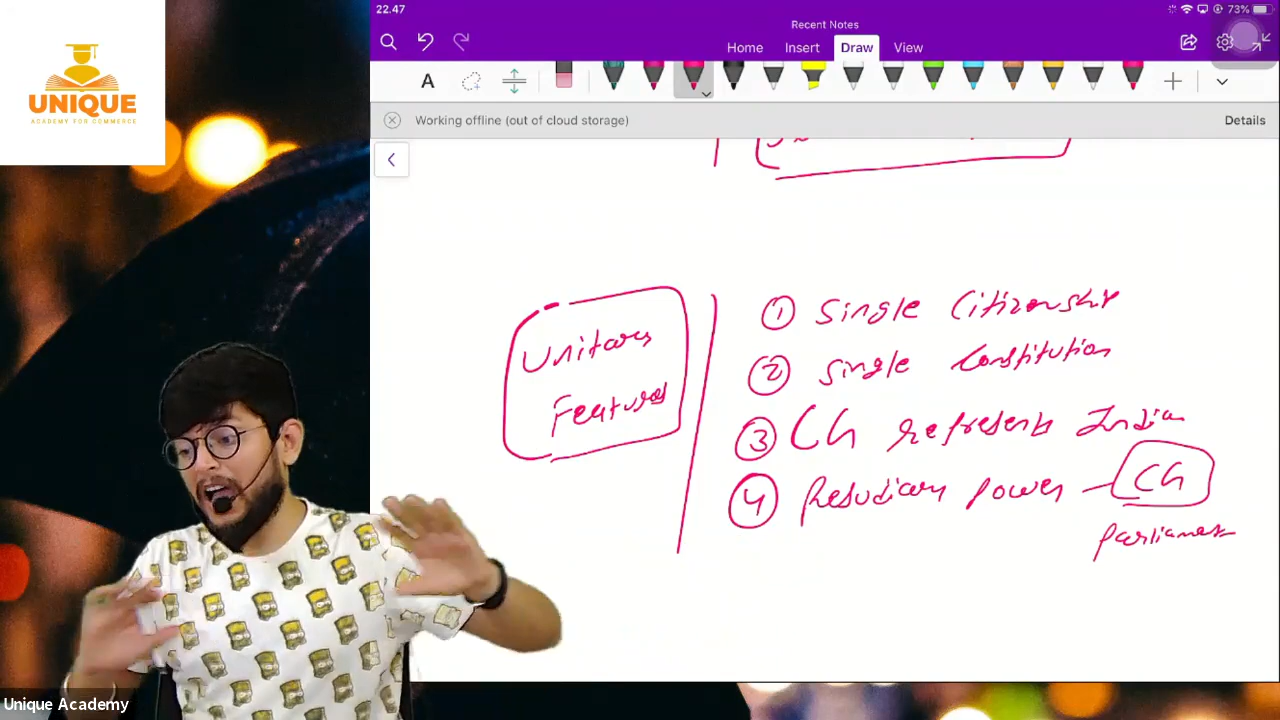 UNIQUE
ACADEMY FOR COMMERCE
22.47
73%
Recent Notes
Home Insert Draw View
A
Working offline (out of cloud storage)
Details
Unitary
Features
1 Single Citizenship
2 Single Constitution
3 CG represents India
4 Residuary Power – CG
Parliament
Unique Academy